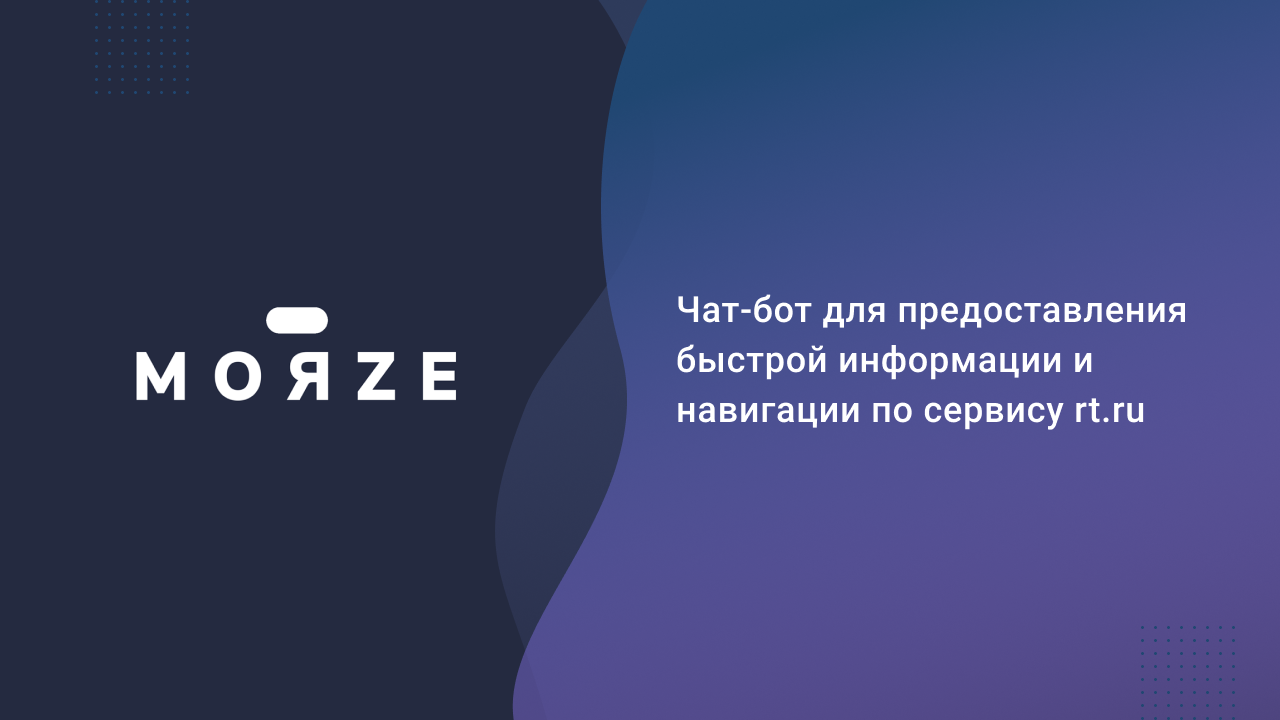 MOЯZE
Чат-бот для предоставления
быстрой информации и
навигации по сервису rt.ru